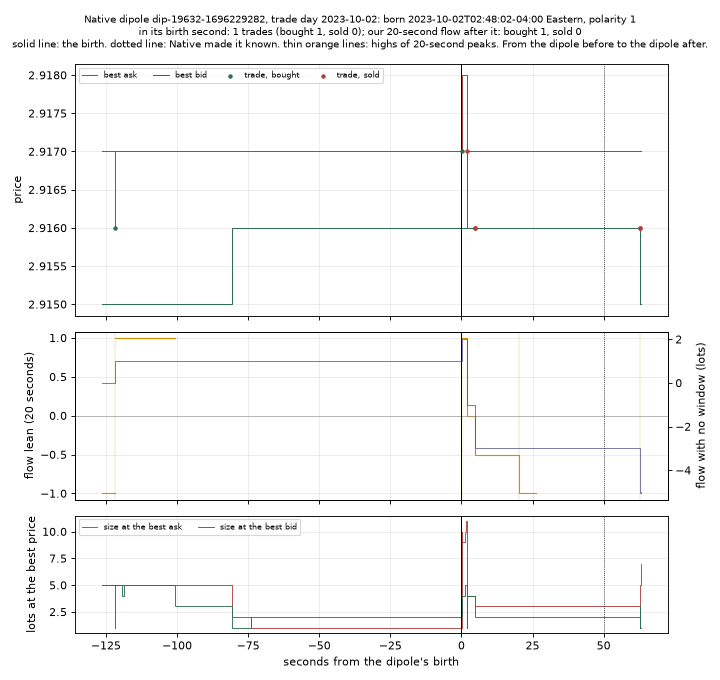 Native dipole dip-19632-1696229282, trade day 2023-10-02: born 2023-10-02T02:48:02-04:00 Eastern, polarity 1
in its birth second: 1 trades (bought 1, sold 0); our 20-second flow after it: bought 1, sold 0
solid line: the birth. dotted line: Native made it known. thin orange lines: highs of 20-second peaks. From the dipole before to the dipole after.
best ask
best bid
trade, bought
trade, sold
2.9180
2.9175
2.9170
2.9165
2.9160
2.9155
2.9150
price
1.0
0.5
0.0
−0.5
−1.0
flow lean (20 seconds)
2
0
−2
−4
flow with no window (lots)
size at the best ask
size at the best bid
10.0
7.5
5.0
2.5
lots at the best price
−125
−100
−75
−50
−25
0
25
50
seconds from the dipole's birth